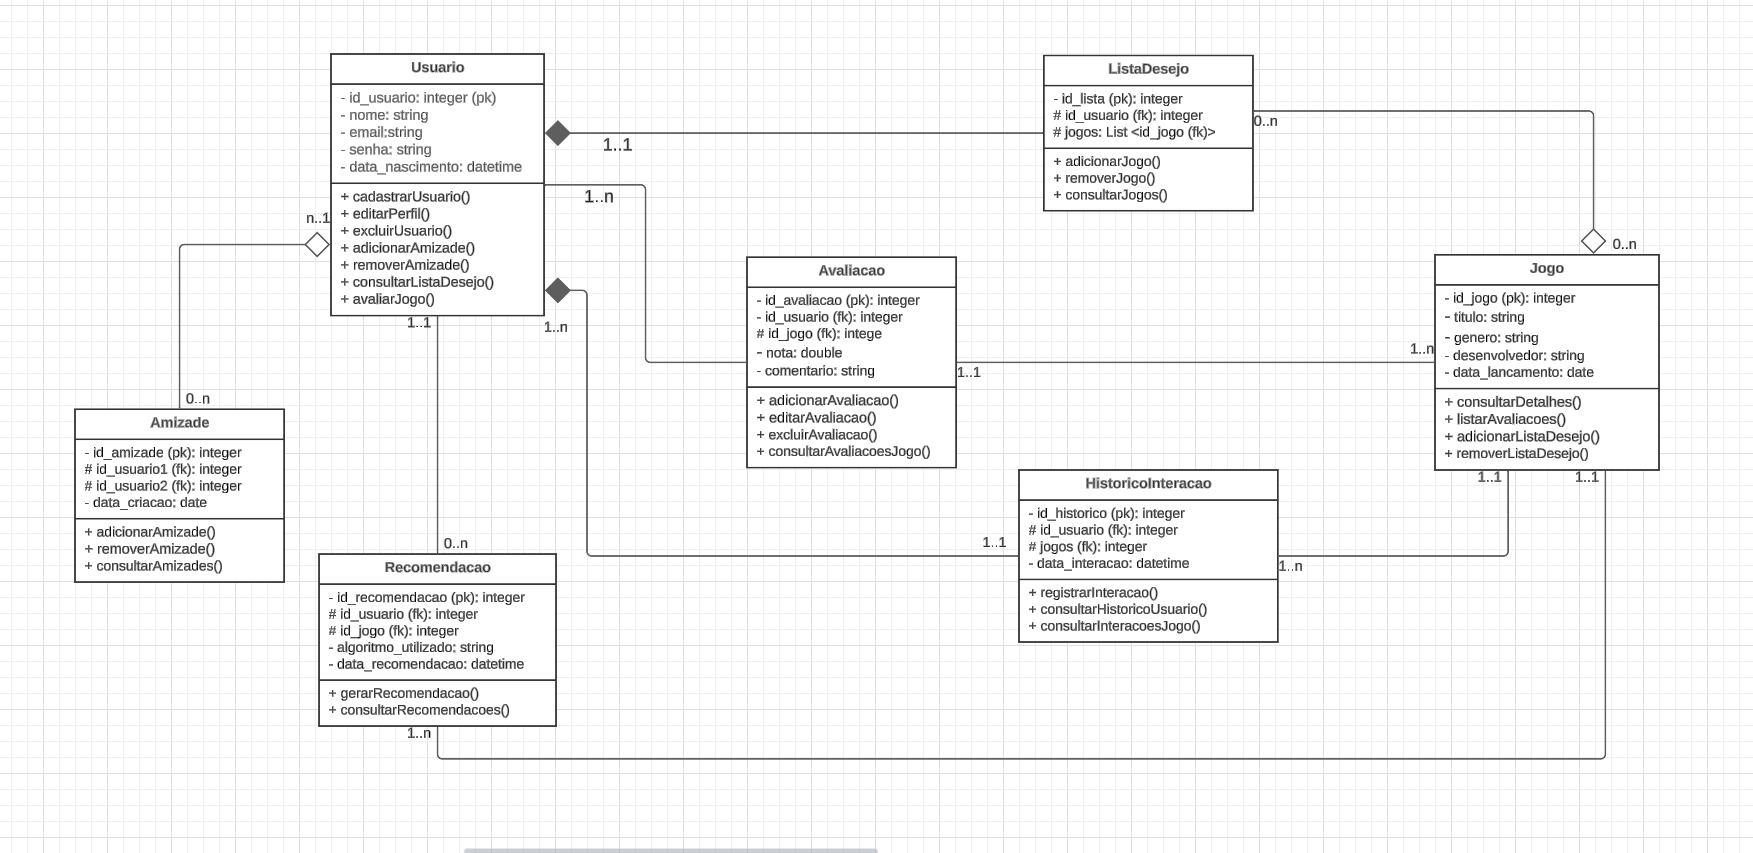 Usuario
- id_usuario: integer (pk)
- nome: string
- email:string
- senha: string
- data_nascimento: datetime
+ cadastrarUsuario()
+ editarPerfil()
+ excluirUsuario()
+ adicionarAmizade()
+ removerAmizade()
+ consultarListaDesejo()
+ avaliarJogo()
1..1
1..n
n..1
1..n
1..1
ListaDesejo
- id_lista (pk): integer
# id_usuario (fk): integer
# jogos: List <id_jogo (fk)>
+ adicionarJogo()
+ removerJogo()
+ consultarJogos()
0..n
0..n
Avaliacao
- id_avaliacao (pk): integer
- id_usuario (fk): integer
# id_jogo (fk): intege
- nota: double
- comentario: string
+ adicionarAvaliacao()
+ editarAvaliacao()
+ excluirAvaliacao()
+ consultarAvaliacoesJogo()
1..1
1..n
Jogo
- id_jogo (pk): integer
- titulo: string
- genero: string
- desenvolvedor: string
- data_lancamento: date
+ consultarDetalhes()
+ listarAvaliacoes()
+ adicionarListaDesejo()
+ removerListaDesejo()
1..1
1..1
0..n
Amizade
- id_amizade (pk): integer
# id_usuario1 (fk): integer
# id_usuario2 (fk): integer
- data_criacao: date
+ adicionarAmizade()
+ removerAmizade()
+ consultarAmizades()
0..n
Recomendacao
- id_recomendacao (pk): integer
# id_usuario (fk): integer
# id_jogo (fk): integer
- algoritmo_utilizado: string
- data_recomendacao: datetime
+ gerarRecomendacao()
+ consultarRecomendacoes()
1..n
1..1
HistoricoInteracao
- id_historico (pk): integer
# id_usuario (fk): integer
# jogos (fk): integer
- data_interacao: datetime
+ registrarInteracao()
+ consultarHistoricoUsuario()
+ consultarInteracoesJogo()
1..n